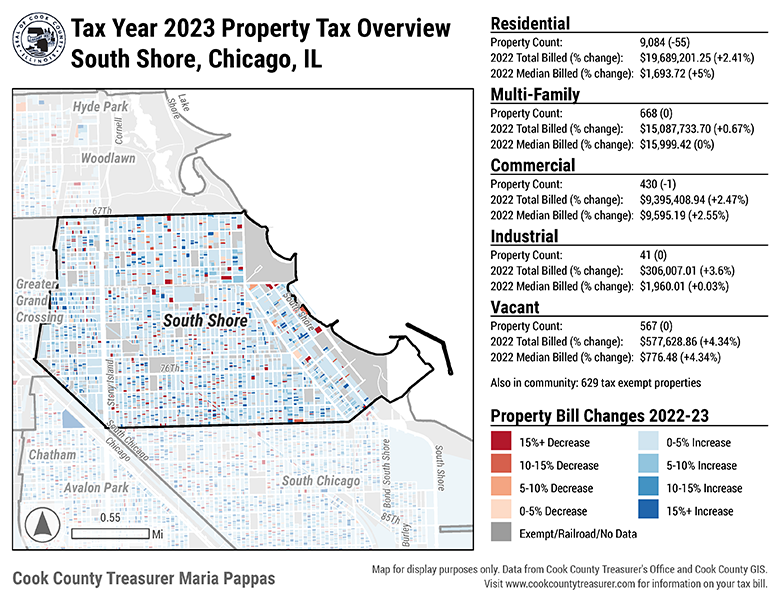 Tax Year 2023 Property Tax Overview
South Shore, Chicago, IL
Hyde Park
Lake
Shore
Cornell
Woodlawn
67Th
Greater
Grand
Crossing
South Shore
South Shore
76Th
Stony Island
South Chicago
Chicago
Chatham
Avalon Park
South Chicago
Bond
South Shore
South Shore
85Th
Burley
0.55
Mi
Cook County Treasurer Maria Pappas
Residential
Property Count: 9,084 (-55)
2022 Total Billed (% change): $19,689,201.25 (+2.41%)
2022 Median Billed (% change): $1,693.72 (+5%)
Multi-Family
Property Count: 668 (0)
2022 Total Billed (% change): $15,087,733.70 (+0.67%)
2022 Median Billed (% change): $15,999.42 (0%)
Commercial
Property Count: 430 (-1)
2022 Total Billed (% change): $9,395,408.94 (+2.47%)
2022 Median Billed (% change): $9,595.19 (+2.55%)
Industrial
Property Count: 41 (0)
2022 Total Billed (% change): $306,007.01 (+3.6%)
2022 Median Billed (% change): $1,960.01 (+0.03%)
Vacant
Property Count: 567 (0)
2022 Total Billed (% change): $577,628.86 (+4.34%)
2022 Median Billed (% change): $776.48 (+4.34%)
Also in community: 629 tax exempt properties
Property Bill Changes 2022-23
15%+ Decrease
10-15% Decrease
5-10% Decrease
0-5% Decrease
0-5% Increase
5-10% Increase
10-15% Increase
15%+ Increase
Exempt/Railroad/No Data
Map for display purposes only. Data from Cook County Treasurer's Office and Cook County GIS.
Visit www.cookcountytreasurer.com for information on your tax bill.